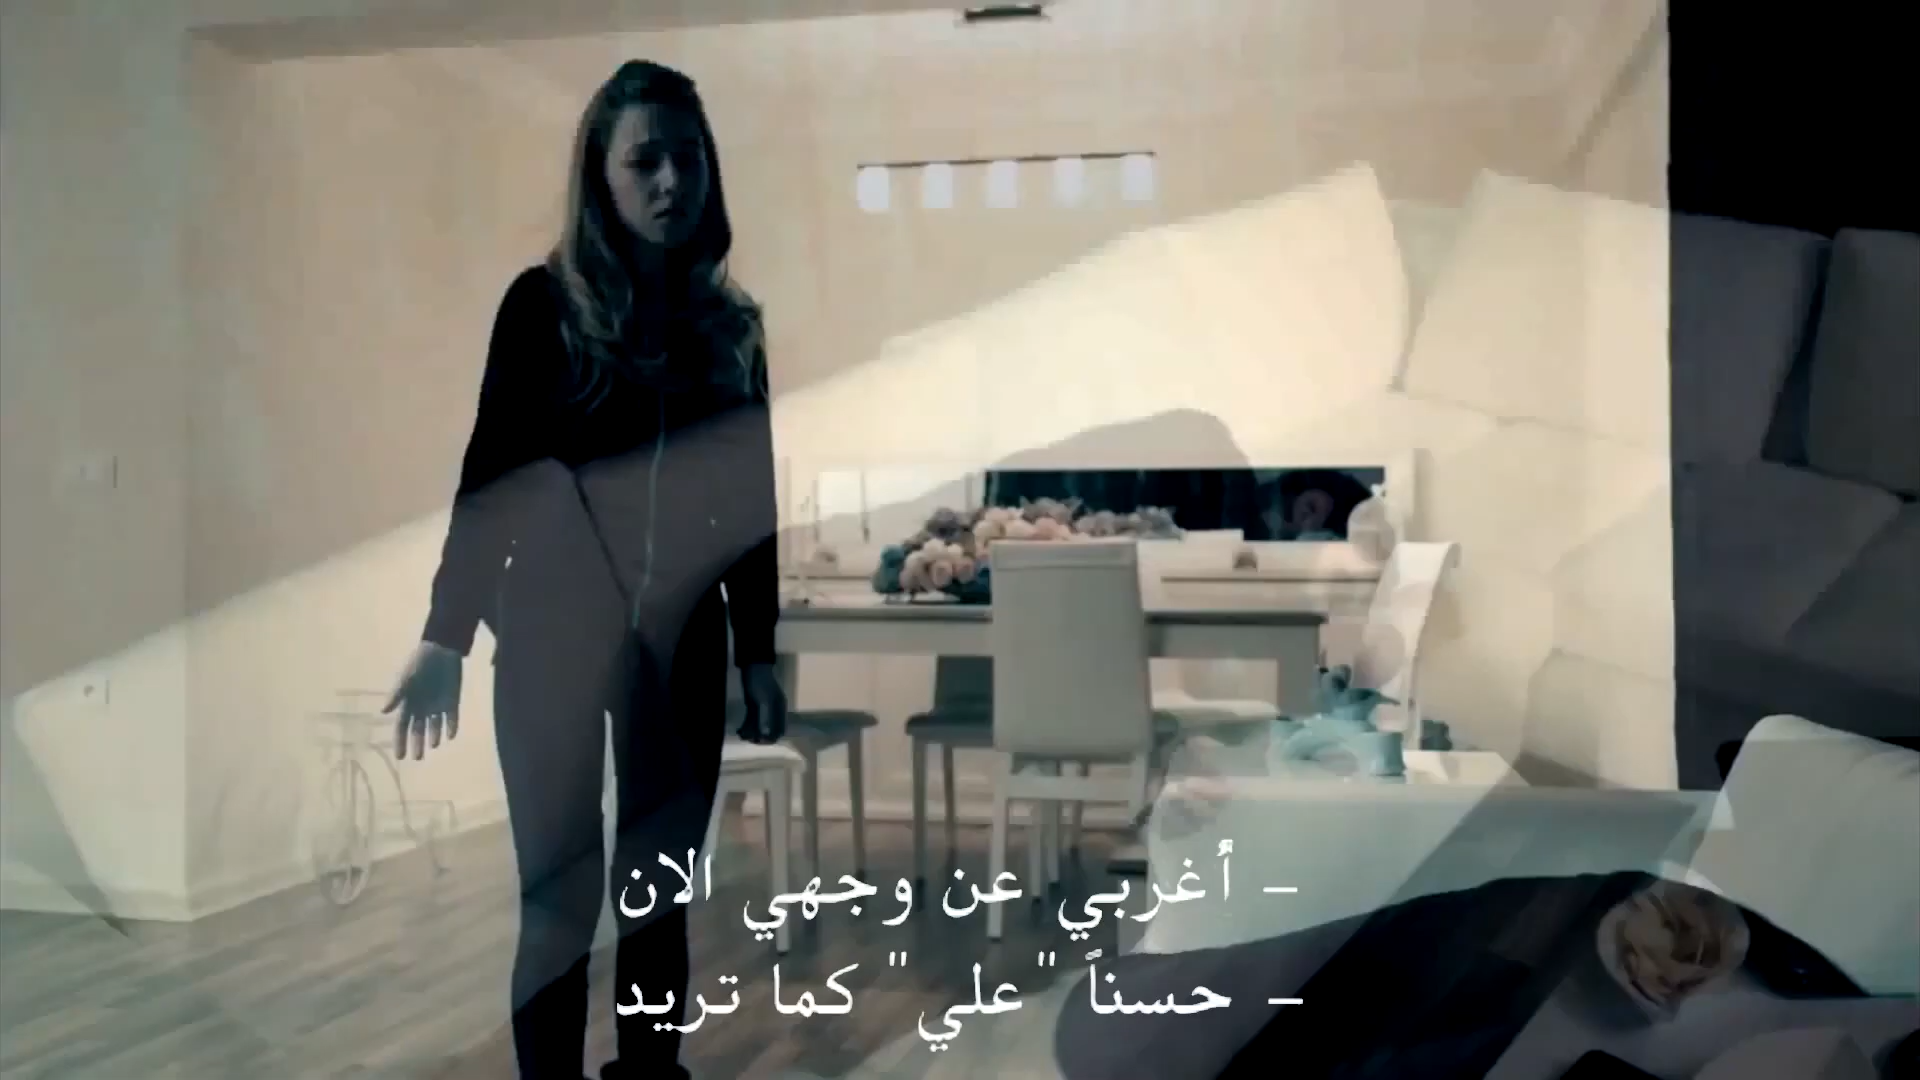 - أغربي عن وجهي الان
- حسناً "علي" كما تريد